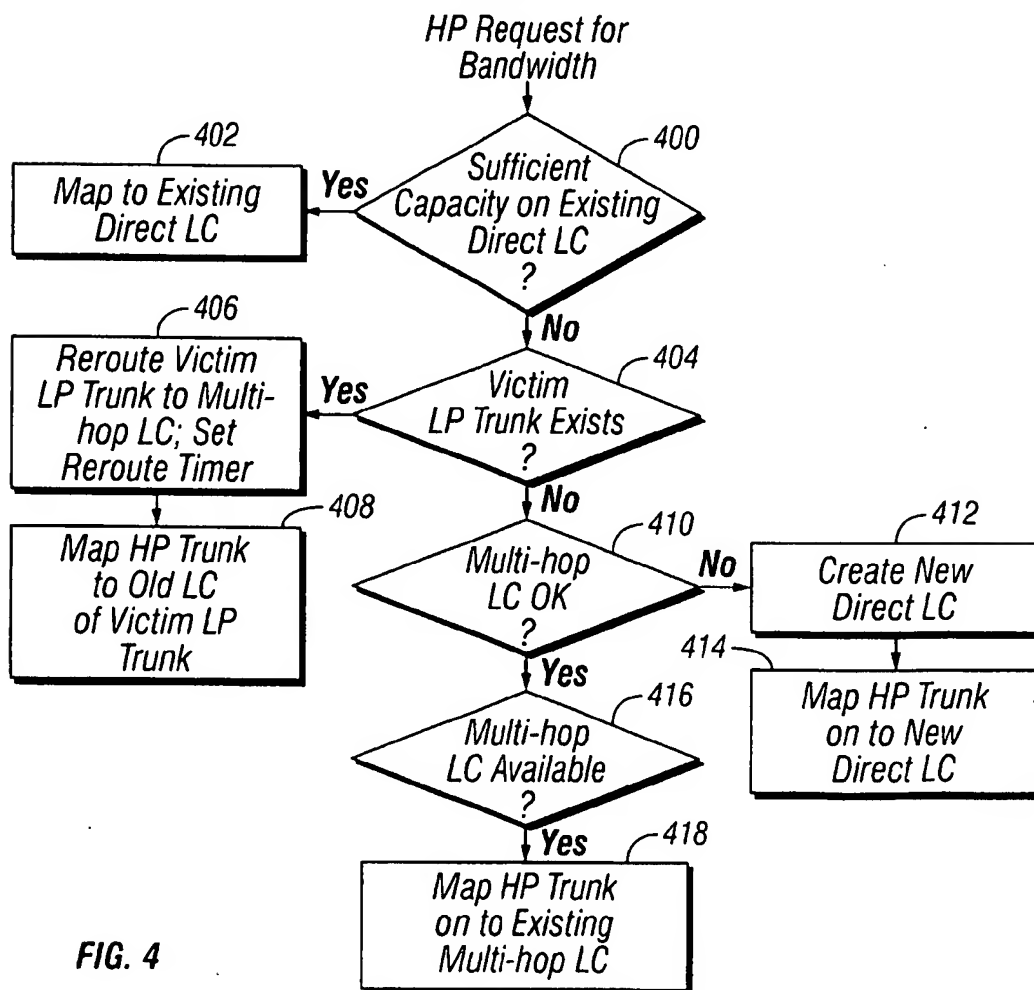 HP Request for
Bandwidth
400
Sufficient
Capacity on Existing
Direct LC
?
Yes
402
Map to Existing
Direct LC
No
404
Victim
LP Trunk Exists
?
Yes
406
Reroute Victim
LP Trunk to Multi-
hop LC; Set
Reroute Timer
408
Map HP Trunk
to Old LC
of Victim LP
Trunk
No
410
Multi-hop
LC OK
?
No
412
Create New
Direct LC
414
Map HP Trunk
on to New
Direct LC
Yes
416
Multi-hop
LC Available
?
Yes
418
Map HP Trunk
on to Existing
Multi-hop LC
FIG. 4